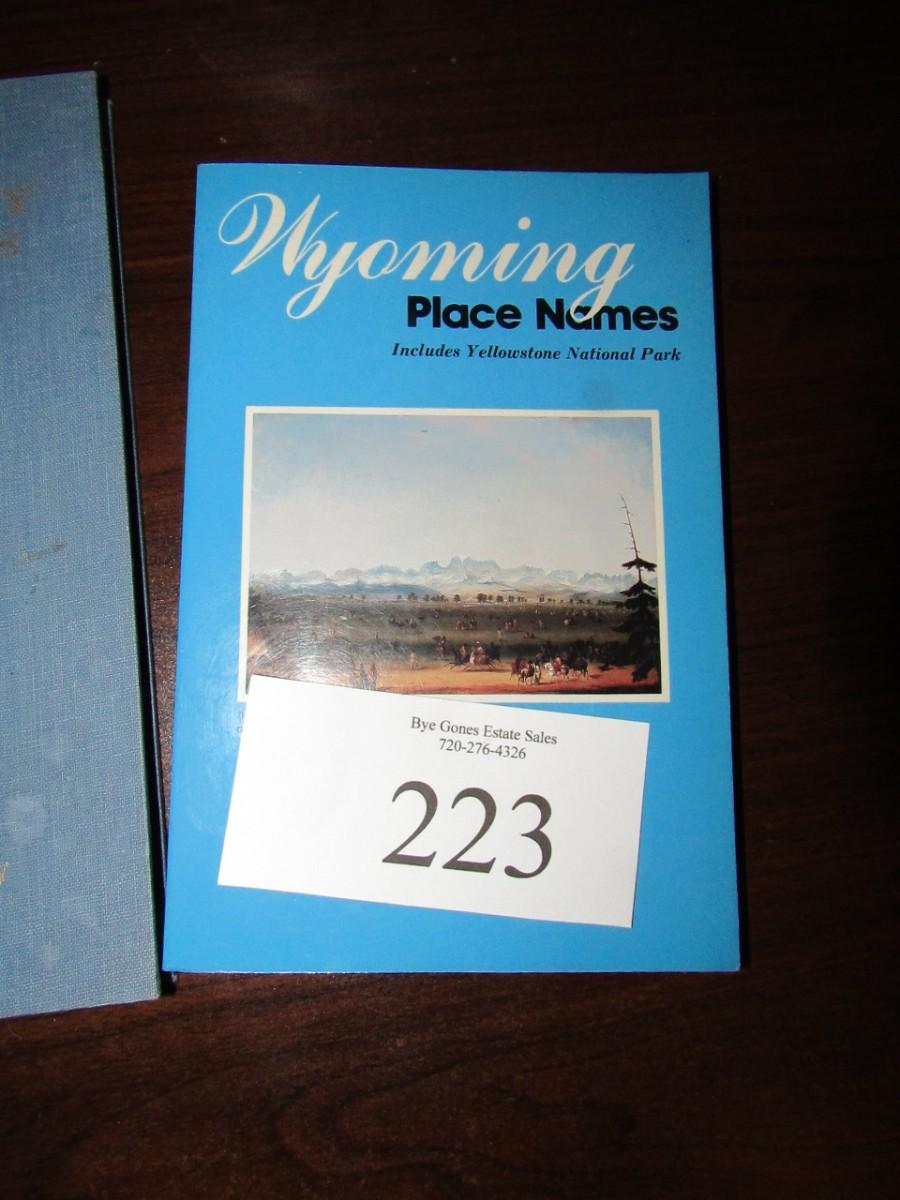 Wyoming
Place Names
Includes Yellowstone National Park
Bye Gones Estate Sales
720-276-4326
223